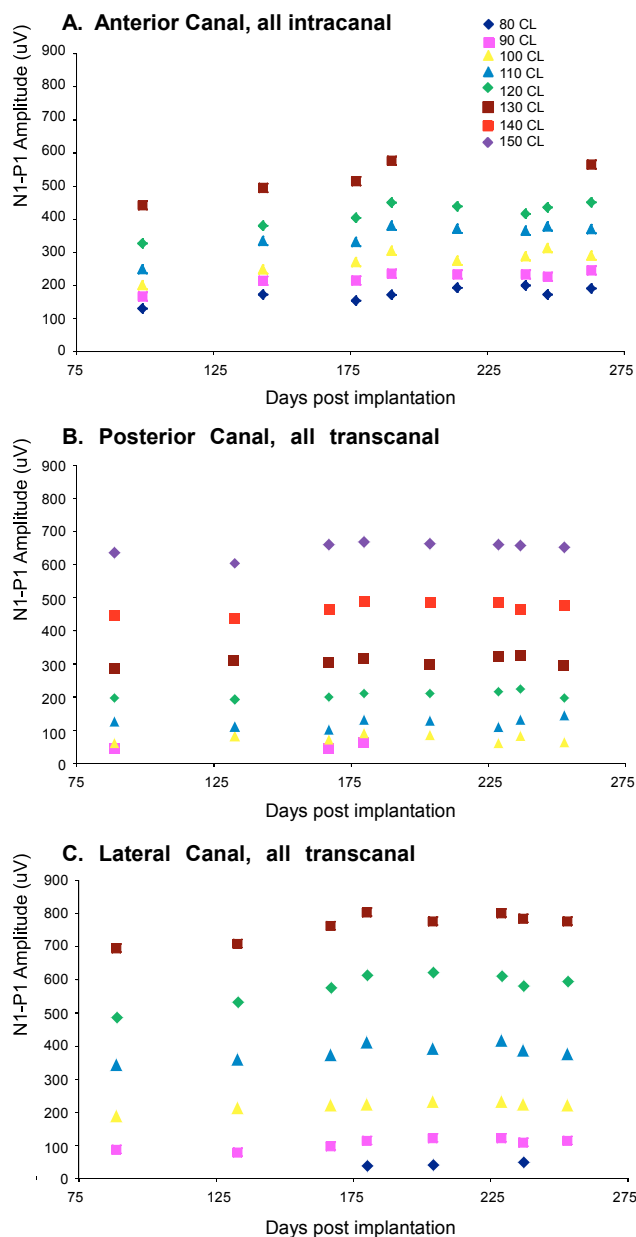 A. Anterior Canal, all intracanal
N1-P1 Amplitude (uV)
900
800
700
600
500
400
300
200
100
0
75
125
175
225
275
Days post implantation
80 CL
90 CL
100 CL
110 CL
120 CL
130 CL
140 CL
150 CL
B. Posterior Canal, all transcanal
N1-P1 Amplitude (uV)
900
800
700
600
500
400
300
200
100
0
75
125
175
225
275
Days post implantation
C. Lateral Canal, all transcanal
N1-P1 Amplitude (uV)
900
800
700
600
500
400
300
200
100
0
75
125
175
225
275
Days post implantation